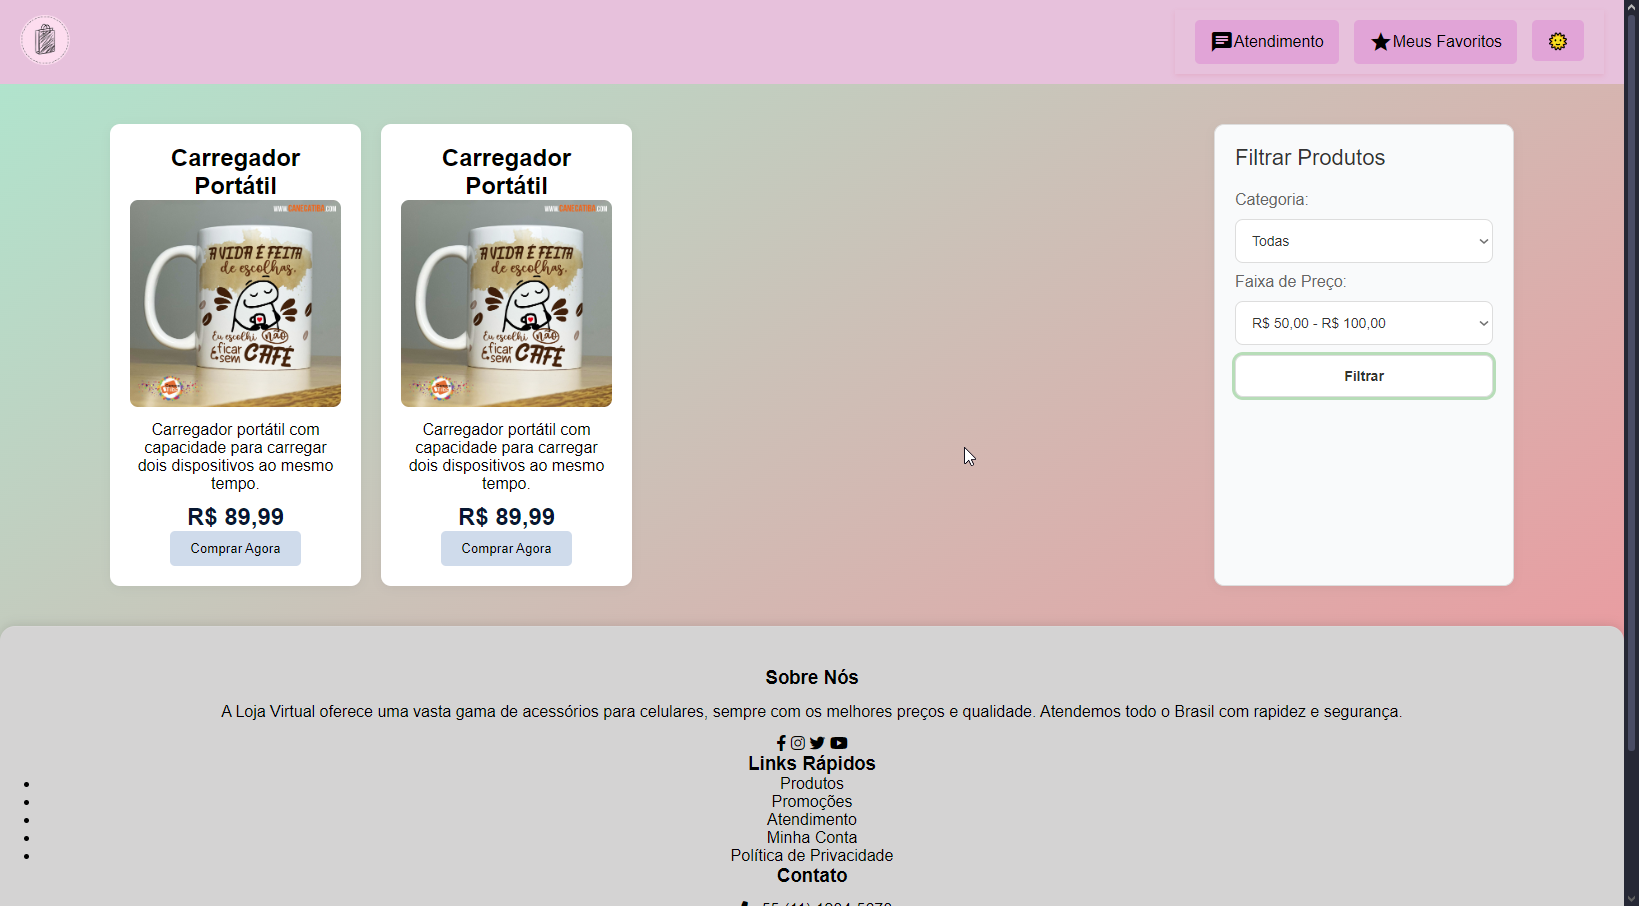 Atendimento
Meus Favoritos
Carregador
Portátil
WWW.CANECATUBA.COM
A VIDA É FEITA
de escolhas,
Eu escolhi não
ficar
sem CAFÉ
Carregador portátil com
capacidade para carregar
dois dispositivos ao mesmo
tempo.
R$ 89,99
Comprar Agora
Carregador
Portátil
A VIDA É FEITA
de escolhas,
Eu escolhi não
ficar
sem CAFÉ
Carregador portátil com
capacidade para carregar
dois dispositivos ao mesmo
tempo.
R$ 89,99
Comprar Agora
Filtrar Produtos
Categoria:
Todas
Faixa de Preço:
R$ 50,00 - R$ 100,00
Filtrar
Sobre Nós
A Loja Virtual oferece uma vasta gama de acessórios para celulares, sempre com os melhores preços e qualidade. Atendemos todo o Brasil com rapidez e segurança.
Links Rápidos
Produtos
Promoções
Atendimento
Minha Conta
Política de Privacidade
Contato